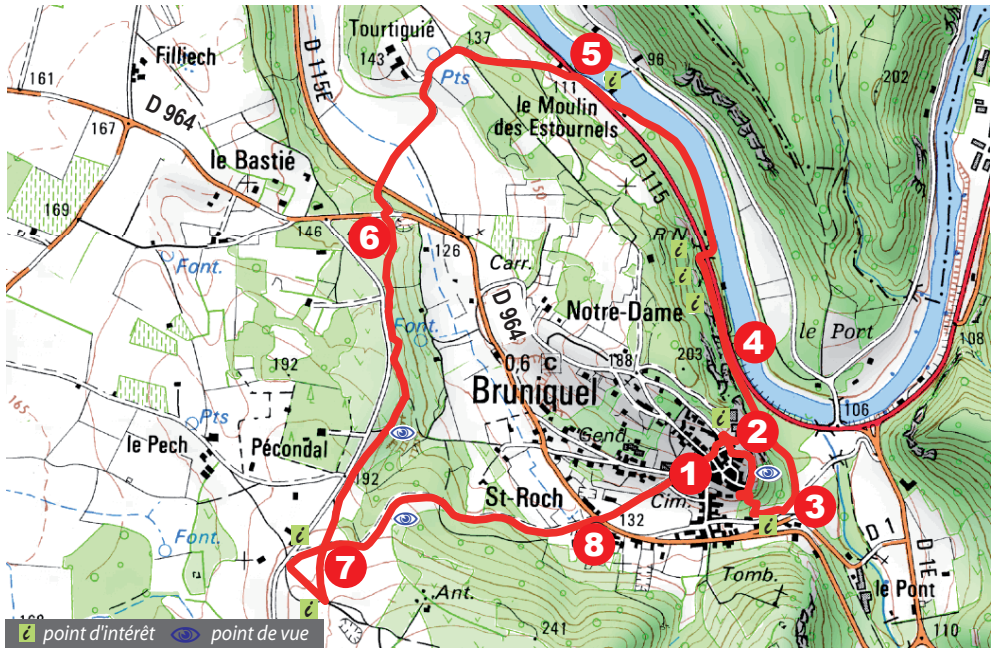 Tourtiguié
137
143
Pts
Filliech
D 115E
161
D 964
167
5
96
202
111
le Moulin
des Estournels
le Bastié
150
D 115
169
146
6
126
Font.
Carr.
R N
Notre-Dame
le Port
4
108
Font.
D 964
192
203
188
0,6 C
Bruniquel
106
165
Pts
le Pech
Pécondal
Gend.
2
1
192
St-Roch
Cim.
3
132
8
D 1
D 1E
Font.
7
le Pont
Tomb.
Ant.
241
110
i point d'intérêt point de vue